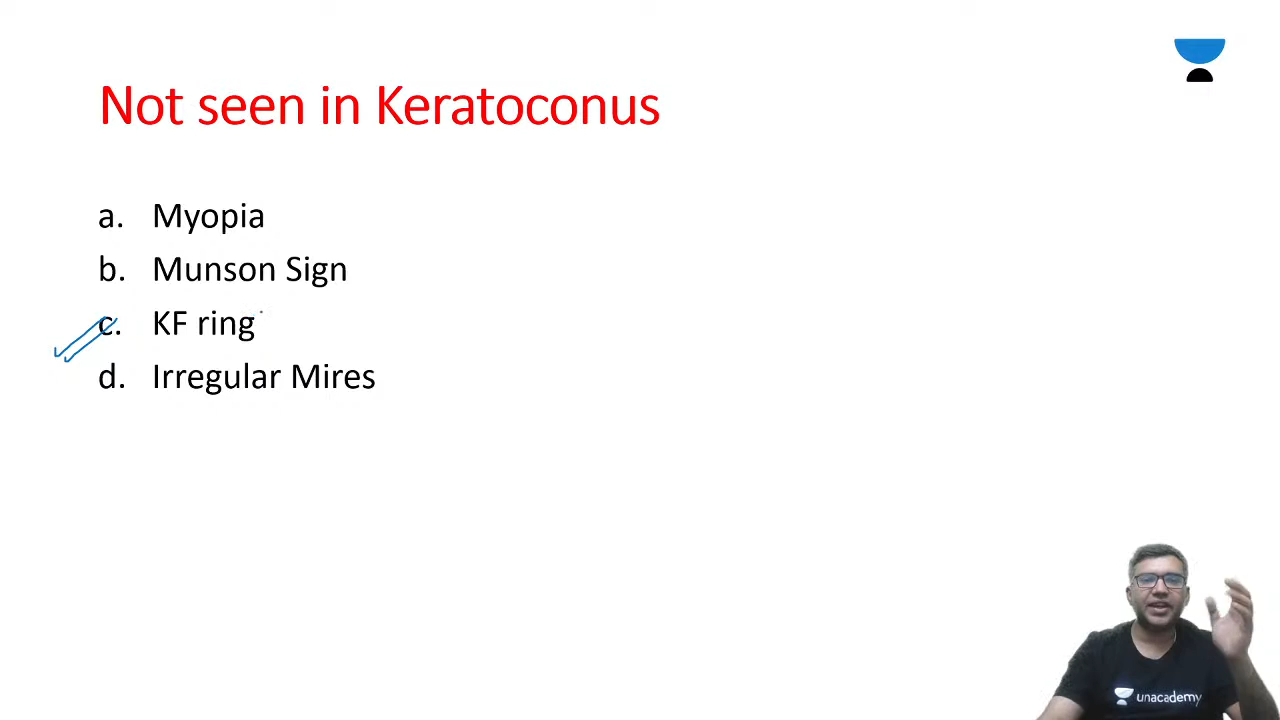 Not seen in Keratoconus
a. Myopia
b. Munson Sign
c. KF ring
d. Irregular Mires
unacademy